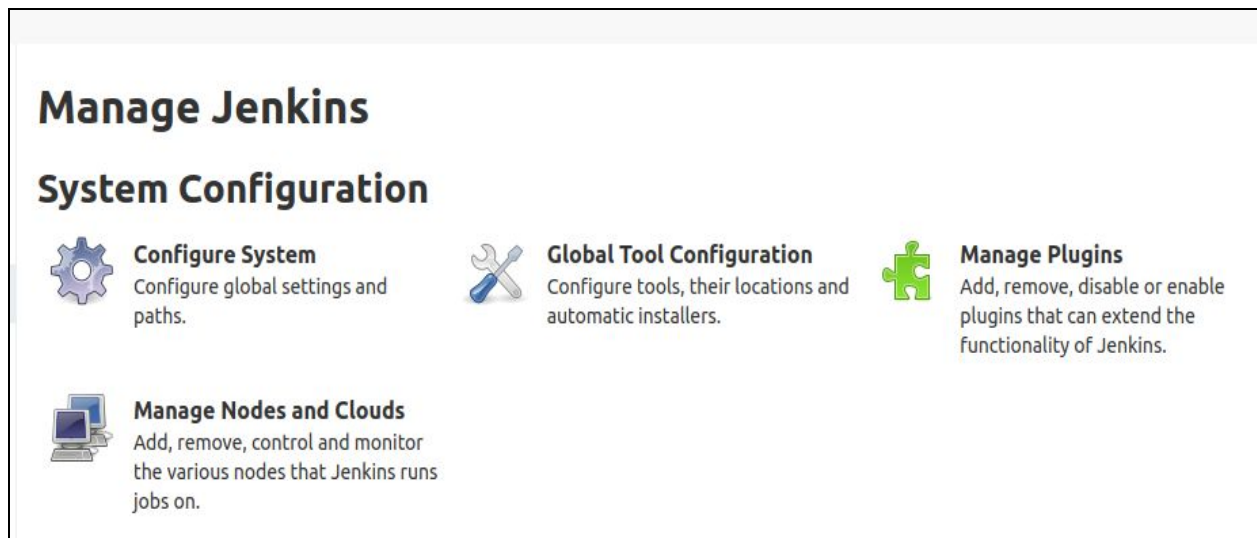 Manage Jenkins
System Configuration
Configure System
Configure global settings and
paths.
Global Tool Configuration
Configure tools, their locations and
automatic installers.
Manage Plugins
Add, remove, disable or enable
plugins that can extend the
functionality of Jenkins.
Manage Nodes and Clouds
Add, remove, control and monitor
the various nodes that Jenkins runs
jobs on.